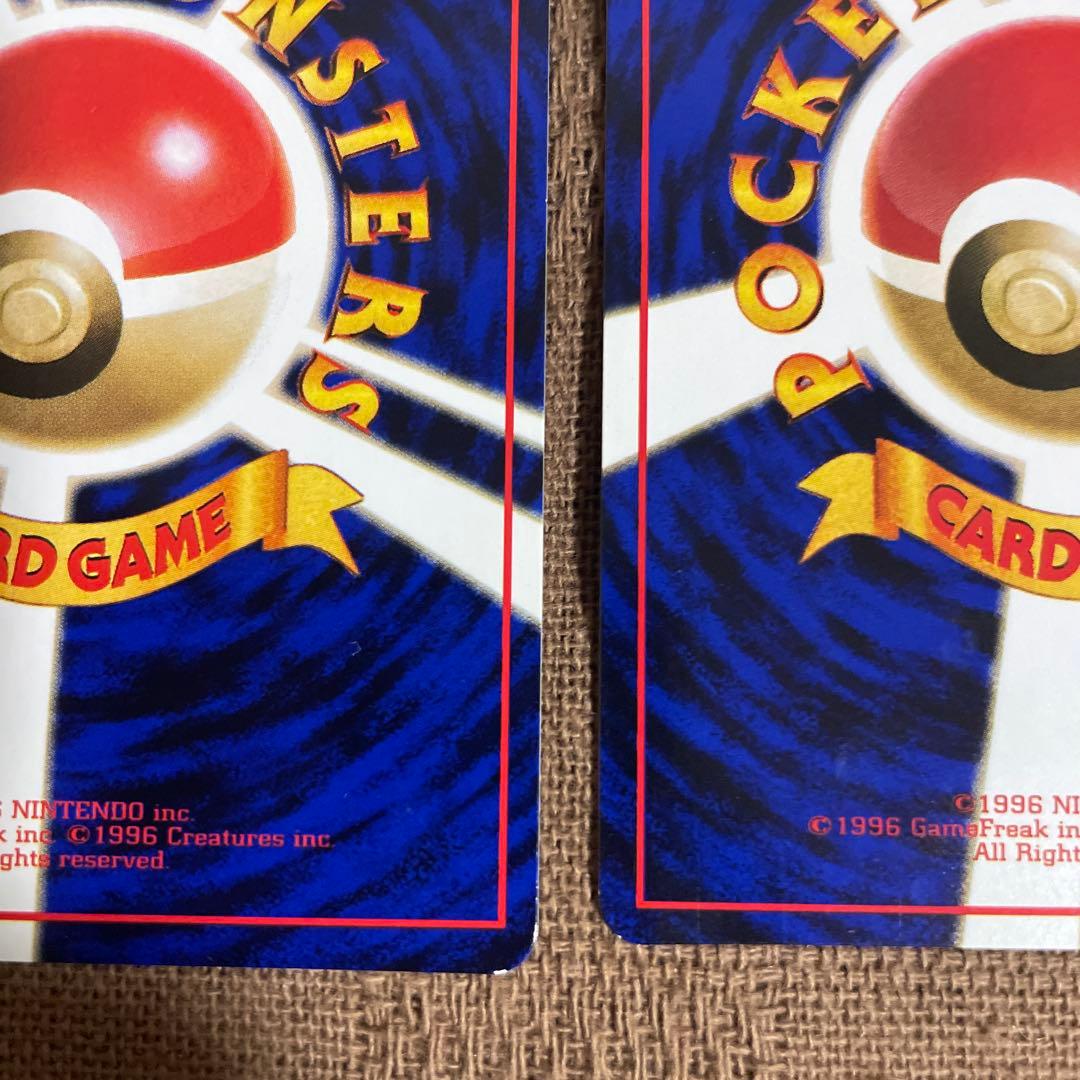 NSTERS
RD GAME
NINTENDO inc.
inc ©1996 Creatures inc.
ghts reserved.
POCKE
CARD
©1996 NI
©1996 GameFreak in
All Right